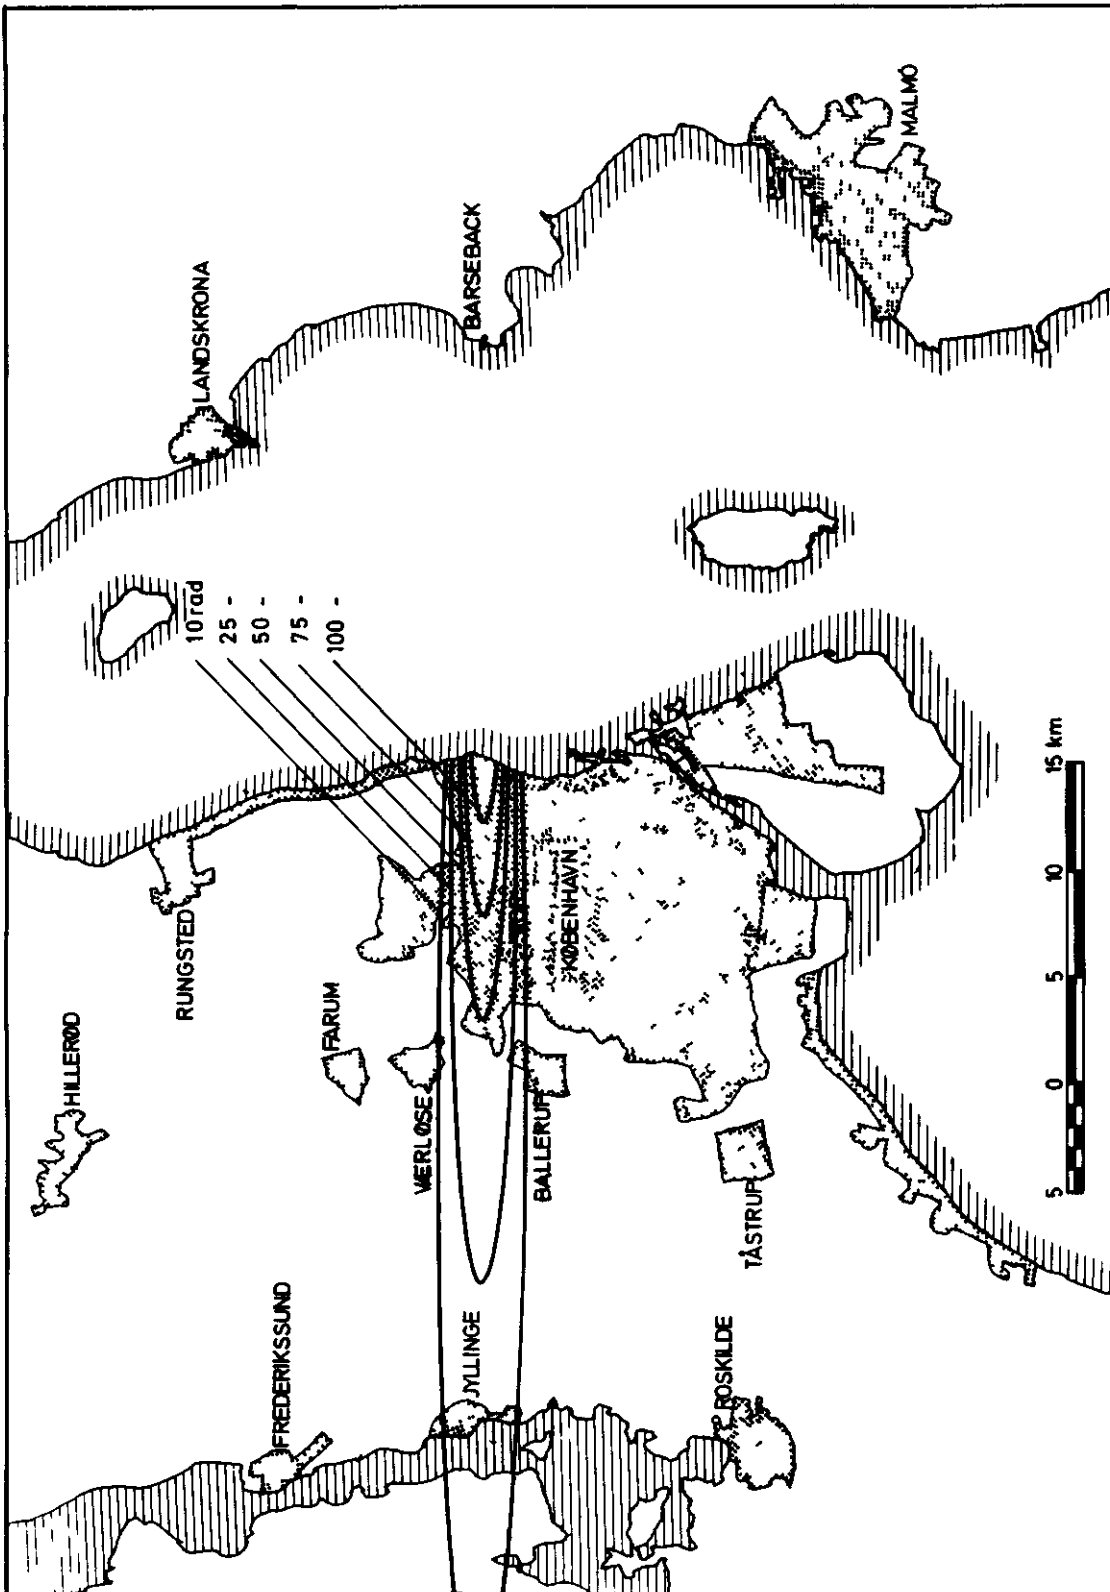 MALMÖ
LANDSKRONA
BARSEBACK
10 rad
25 -
50 -
75 -
100 -
RUNGSTED
KØBENHAVN
HILLERØD
FARUM
VÆRLØSE
BALLERUP
TÅSTRUP
FREDERIKSSUND
JYLLINGE
ROSKILDE
5 0 5 10 15 km